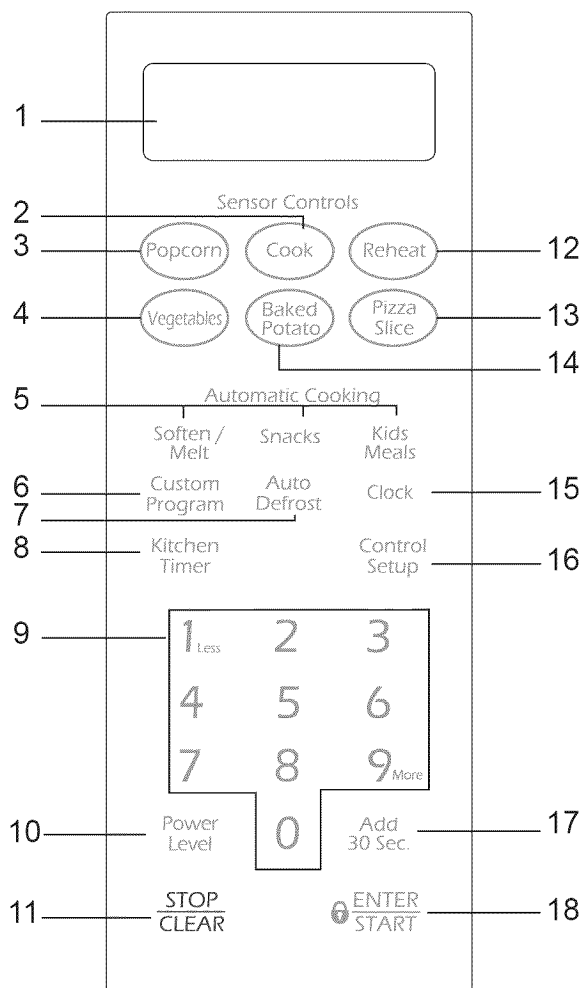 1
Sensor Controls
2
3 Popcorn Cook Reheat 12
4 Vegetables Baked Potato Pizza Slice 13
14
5 Automatic Cooking
Soften / Melt Snacks Kids Meals
6 Custom Program Auto Defrost Clock 15
7
8 Kitchen Timer Control Setup 16
9 1 Less 2 3
4 5 6
7 8 9 More
10 Power Level 0 Add 30 Sec. 17
11 STOP CLEAR ENTER START 18